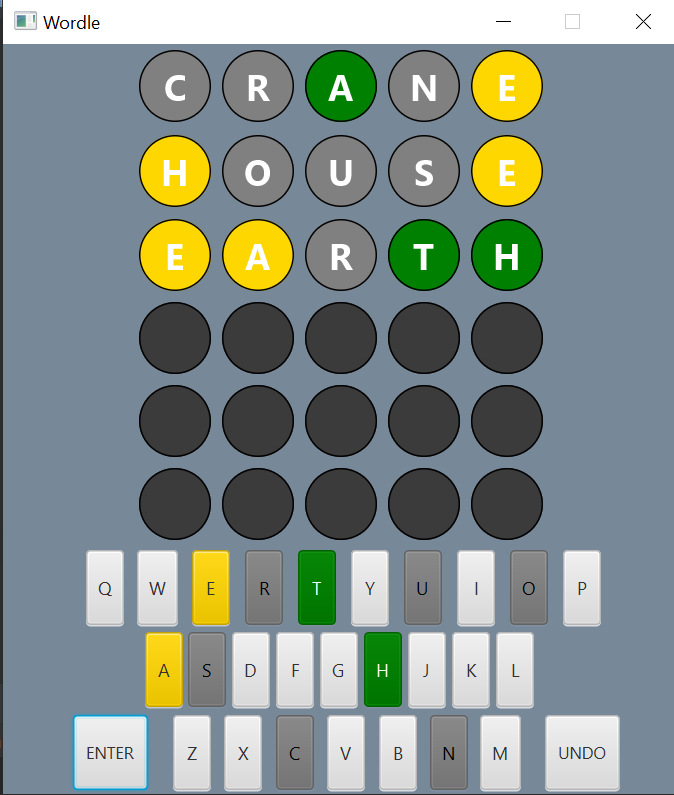 Wordle
C R A N E
H O U S E
E A R T H
Q W E R T Y U I O P
A S D F G H J K L
ENTER Z X C V B N M UNDO